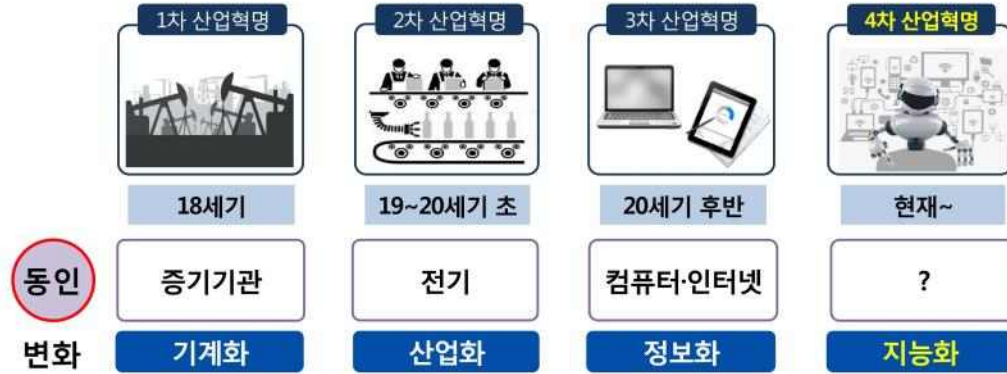 1차 산업혁명 2차 산업혁명 3차 산업혁명 4차 산업혁명
18세기 19~20세기 초 20세기 후반 현재~
동인 증기기관 전기 컴퓨터·인터넷 ?
변화 기계화 산업화 정보화 지능화